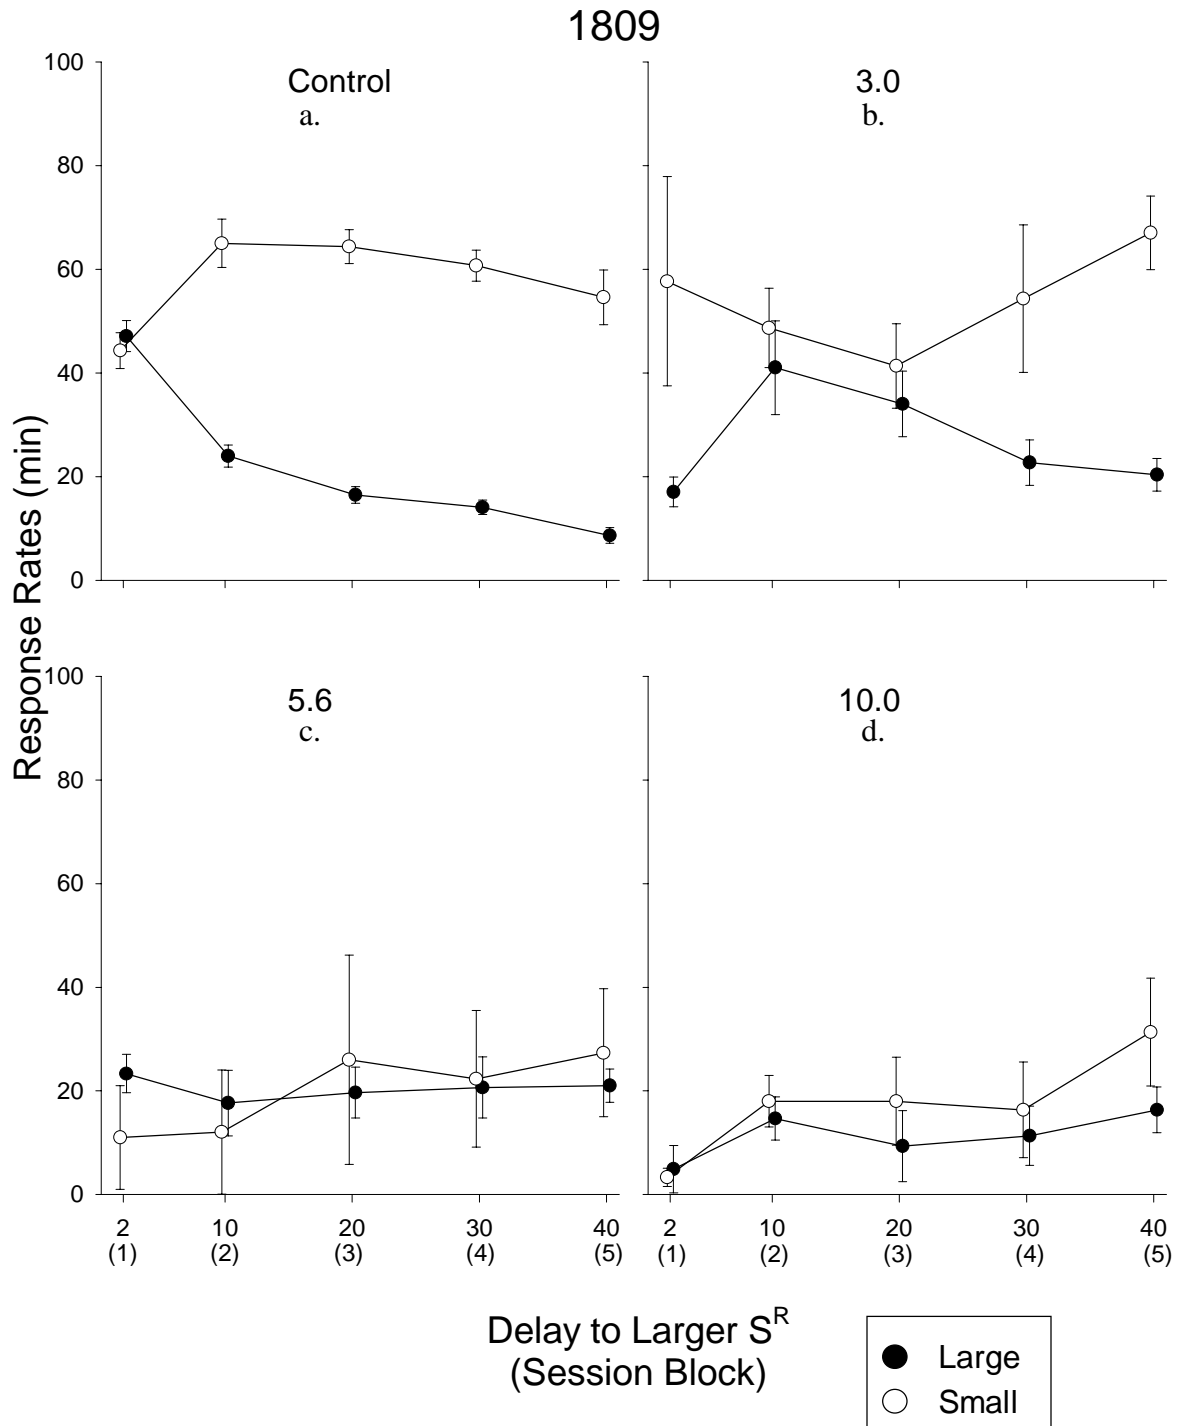 1809
Control
a.
3.0
b.
100
80
60
40
20
0
Response Rates (min)
5.6
c.
10.0
d.
100
80
60
40
20
0
2 10 20 30 40 2 10 20 30 40
(1) (2) (3) (4) (5) (1) (2) (3) (4) (5)
Delay to Larger S^R
(Session Block)
Large
Small